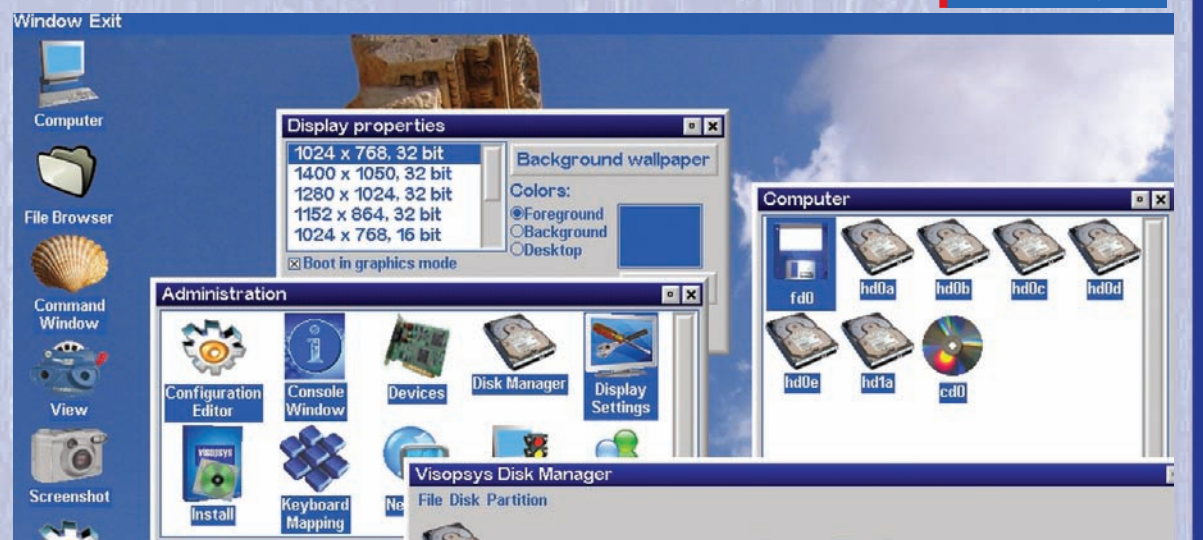 Window Exit
Computer
File Browser
Command
Window
View
Screenshot
Display properties
1024 x 768, 32 bit
1400 x 1050, 32 bit
1280 x 1024, 32 bit
1152 x 864, 32 bit
1024 x 768, 16 bit
Boot in graphics mode
Background wallpaper
Colors:
Foreground
Background
Desktop
Administration
Configuration
Editor
Console
Window
Devices
Disk Manager
Display
Settings
VISOPSYS
Install
Keyboard
Mapping
Ne
Computer
fd0
hd0a
hd0b
hd0c
hd0d
hd0e
hd1a
cd0
Visopsys Disk Manager
File Disk Partition